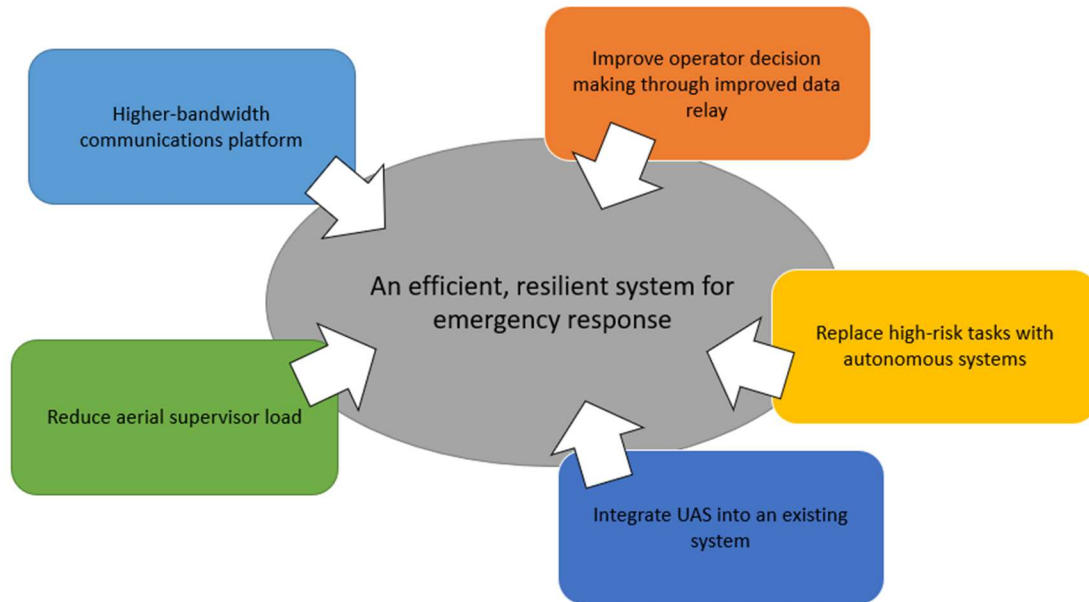 Higher-bandwidth
communications platform
Improve operator decision
making through improved data
relay
An efficient, resilient system for
emergency response
Replace high-risk tasks with
autonomous systems
Reduce aerial supervisor load
Integrate UAS into an existing
system